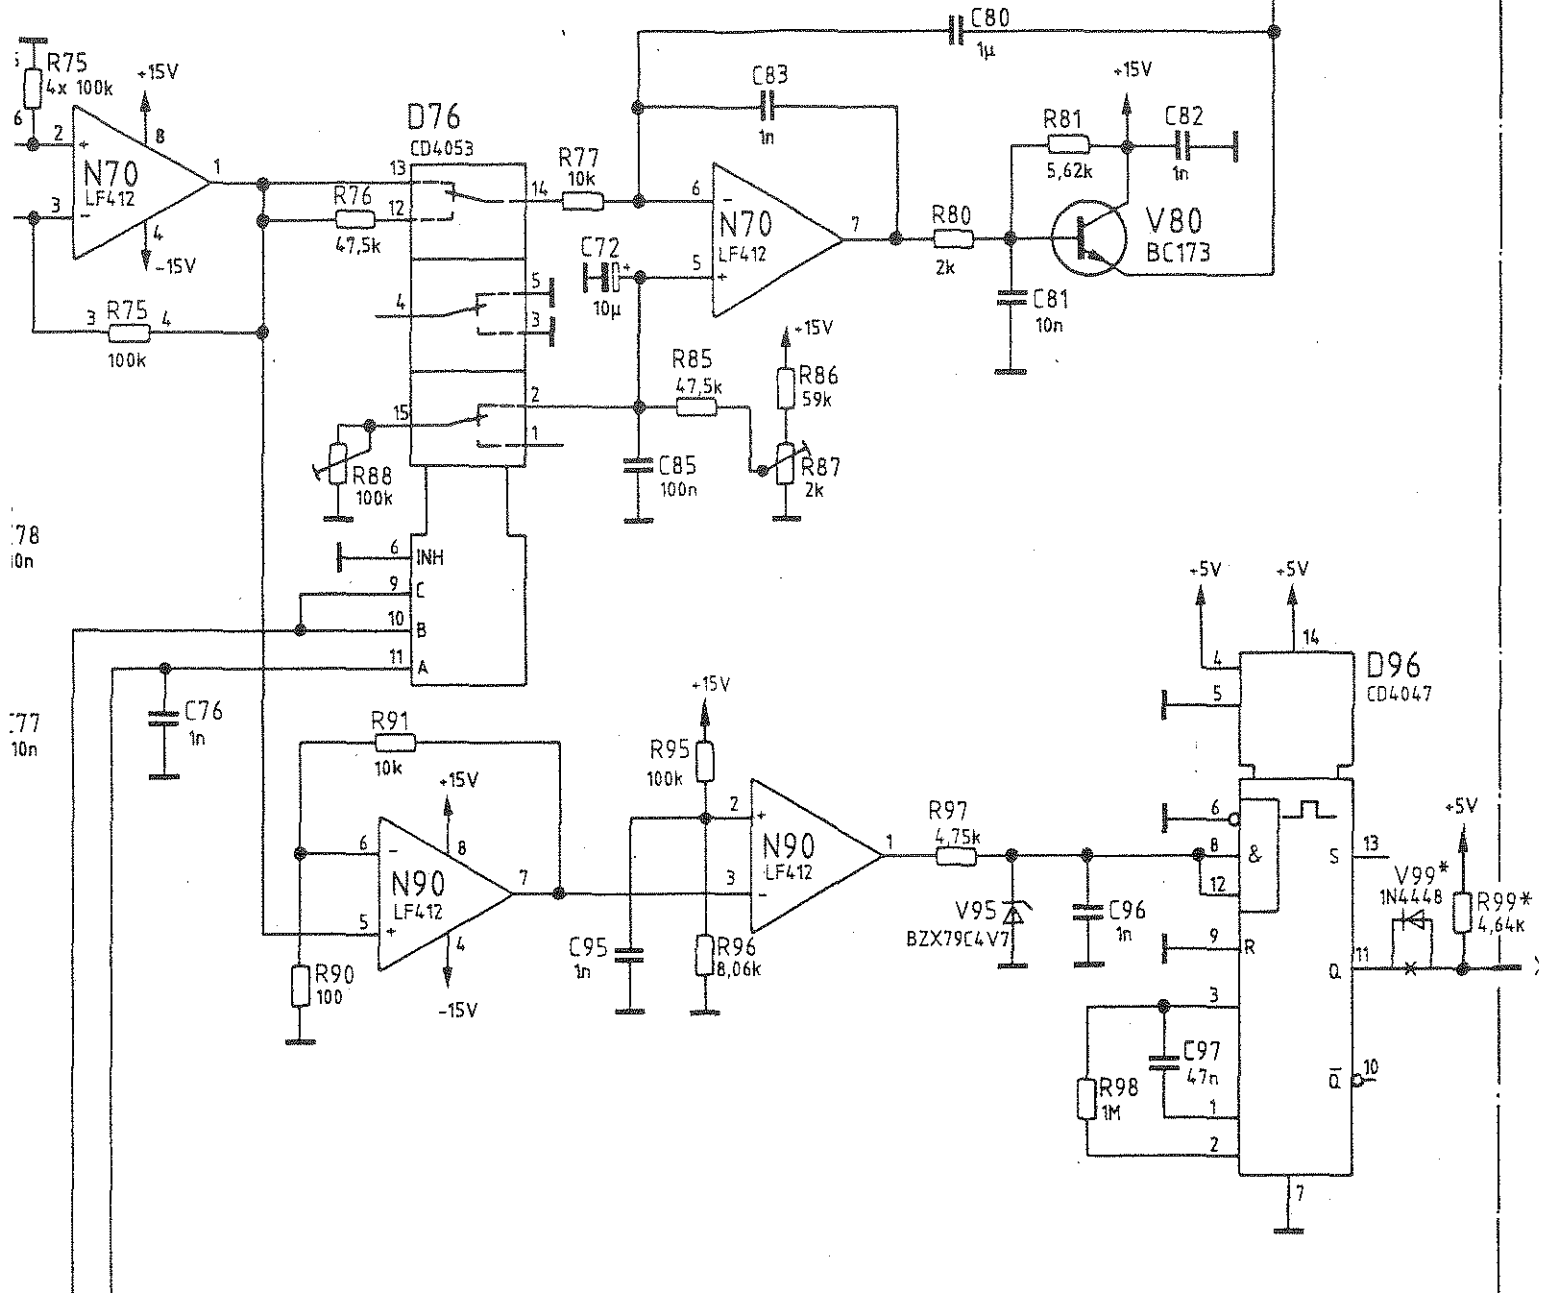 R75
4x 100k
+15V
6
2
+
8
N70
LF412
1
3
-
4
-15V
3
R75
4
100k
D76
CD4053
13
R76
12
47,5k
14
R77
10k
5
4
3
2
15
1
R88
100k
6
INH
9
C
10
B
11
A
C80
1µ
C83
1n
6
-
N70
LF412
7
5
+
C72
+
10µ
R80
2k
+15V
R81
5,62k
C82
1n
V80
BC173
C81
10n
R85
47,5k
+15V
R86
59k
R87
2k
C85
100n
78
0n
77
10n
C76
1n
R91
10k
+15V
6
-
8
N90
LF412
7
5
+
4
-15V
R90
100
+15V
R95
100k
2
+
N90
LF412
1
3
-
C95
1n
R96
8,06k
R97
4,75k
V95
BZX79C4V7
C96
1n
+5V
+5V
14
4
5
D96
CD4047
6
8
&
12
S
13
9
R
Q
11
3
C97
47n
R98
1M
1
2
Q̅
10
7
V99*
1N4448
+5V
R99*
4,64k